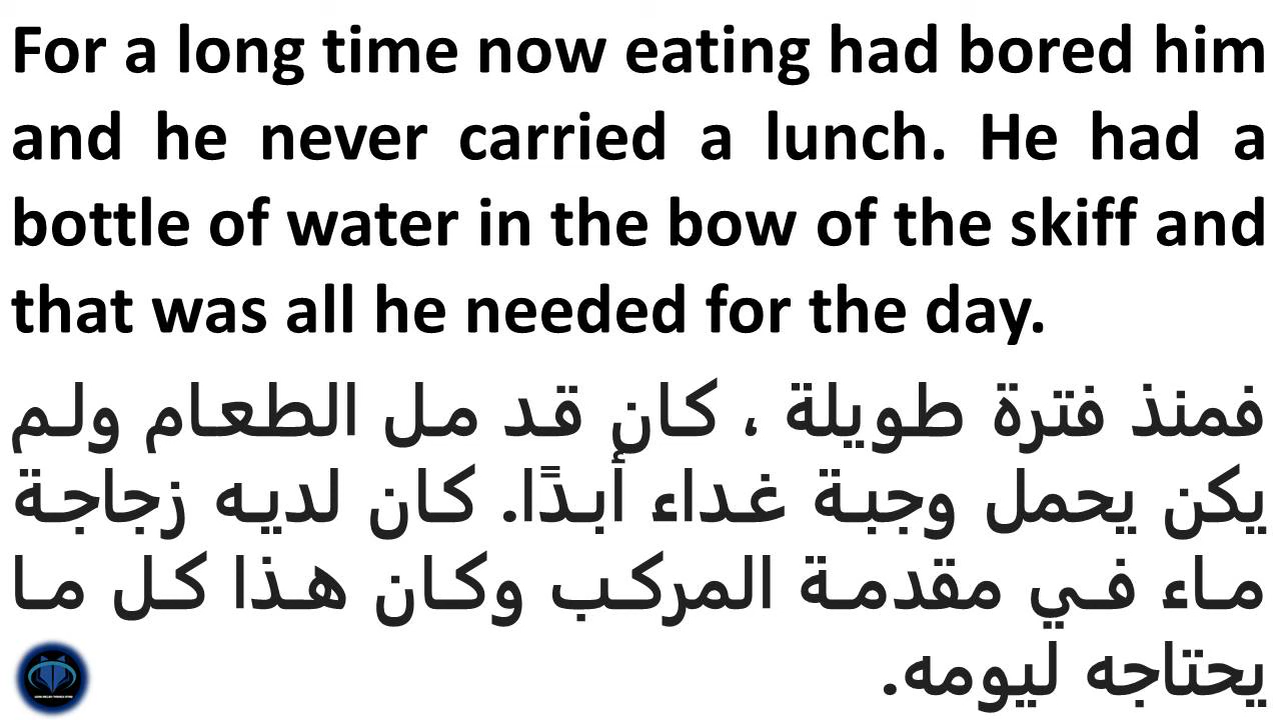 For a long time now eating had bored him
and he never carried a lunch. He had a
bottle of water in the bow of the skiff and
that was all he needed for the day.
فمنذ فترة طويلة ، كان قد مل الطعام ولم
يكن يحمل وجبة غداء أبدًا. كان لديه زجاجة
ماء في مقدمة المركب وكان هذا كل ما
يحتاجه ليومه.